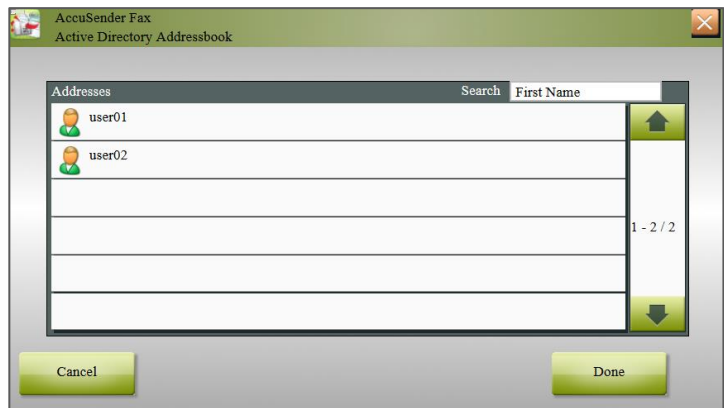 AccuSender Fax
Active Directory Addressbook
Addresses Search First Name
user01
user02
1 - 2 / 2
Cancel Done